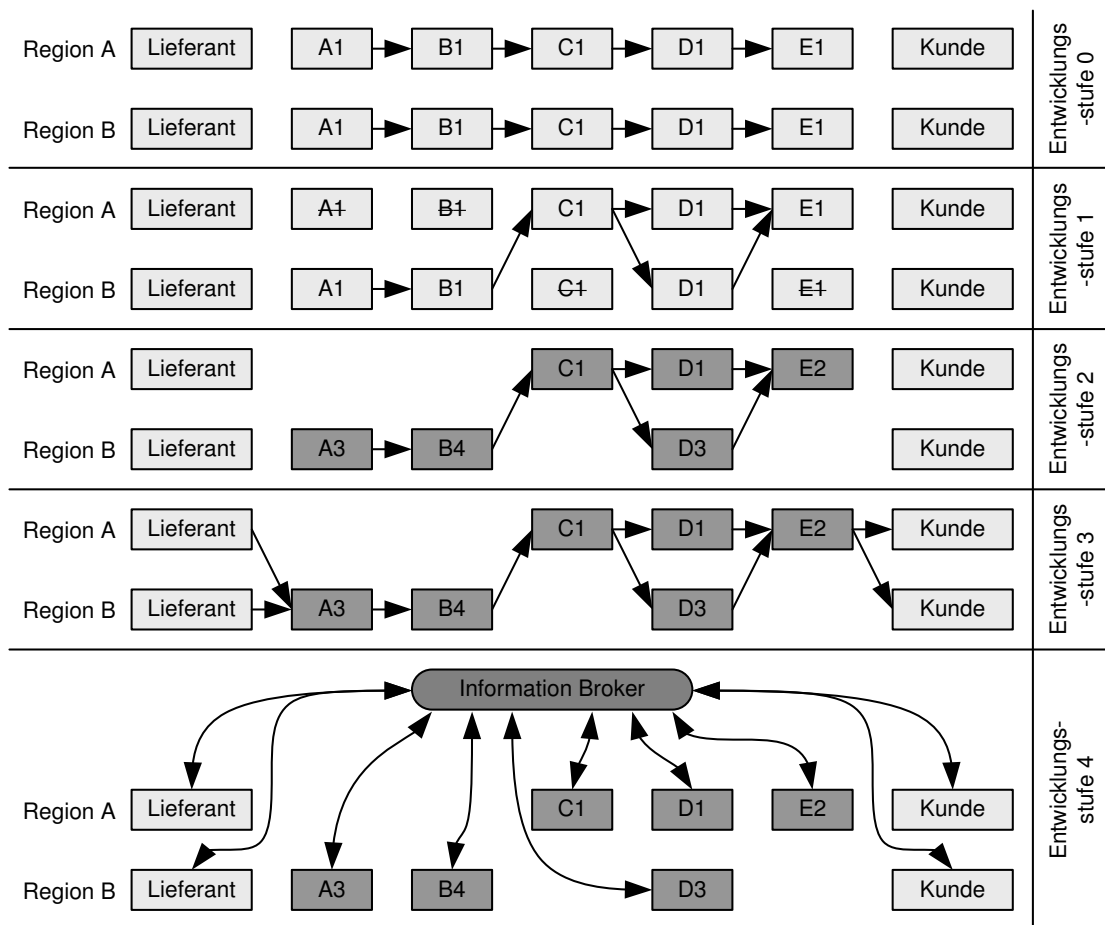 Region A Lieferant A1 B1 C1 D1 E1 Kunde
Region B Lieferant A1 B1 C1 D1 E1 Kunde
Entwicklungs
-stufe 0
Region A Lieferant A1 B1 C1 D1 E1 Kunde
Region B Lieferant A1 B1 C1 D1 E1 Kunde
Entwicklungs
-stufe 1
Region A Lieferant C1 D1 E2 Kunde
Region B Lieferant A3 B4 D3 Kunde
Entwicklungs
-stufe 2
Region A Lieferant C1 D1 E2 Kunde
Region B Lieferant A3 B4 D3 Kunde
Entwicklungs
-stufe 3
Information Broker
Region A Lieferant C1 D1 E2 Kunde
Region B Lieferant A3 B4 D3 Kunde
Entwicklungs-
stufe 4